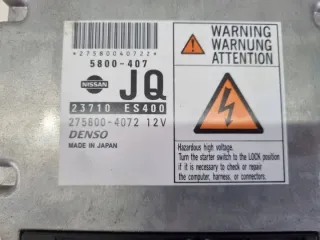 *2758004072J*
5800-407
NISSAN
JQ
23710 ES400
275800-4072 12V
DENSO
MADE IN JAPAN
WARNING
WARNUNG
ATTENTION
Hazardous high voltage.
Turn the starter switch to the LOCK position
if it is necessary to check or repair
the computer, harness, or connectors.